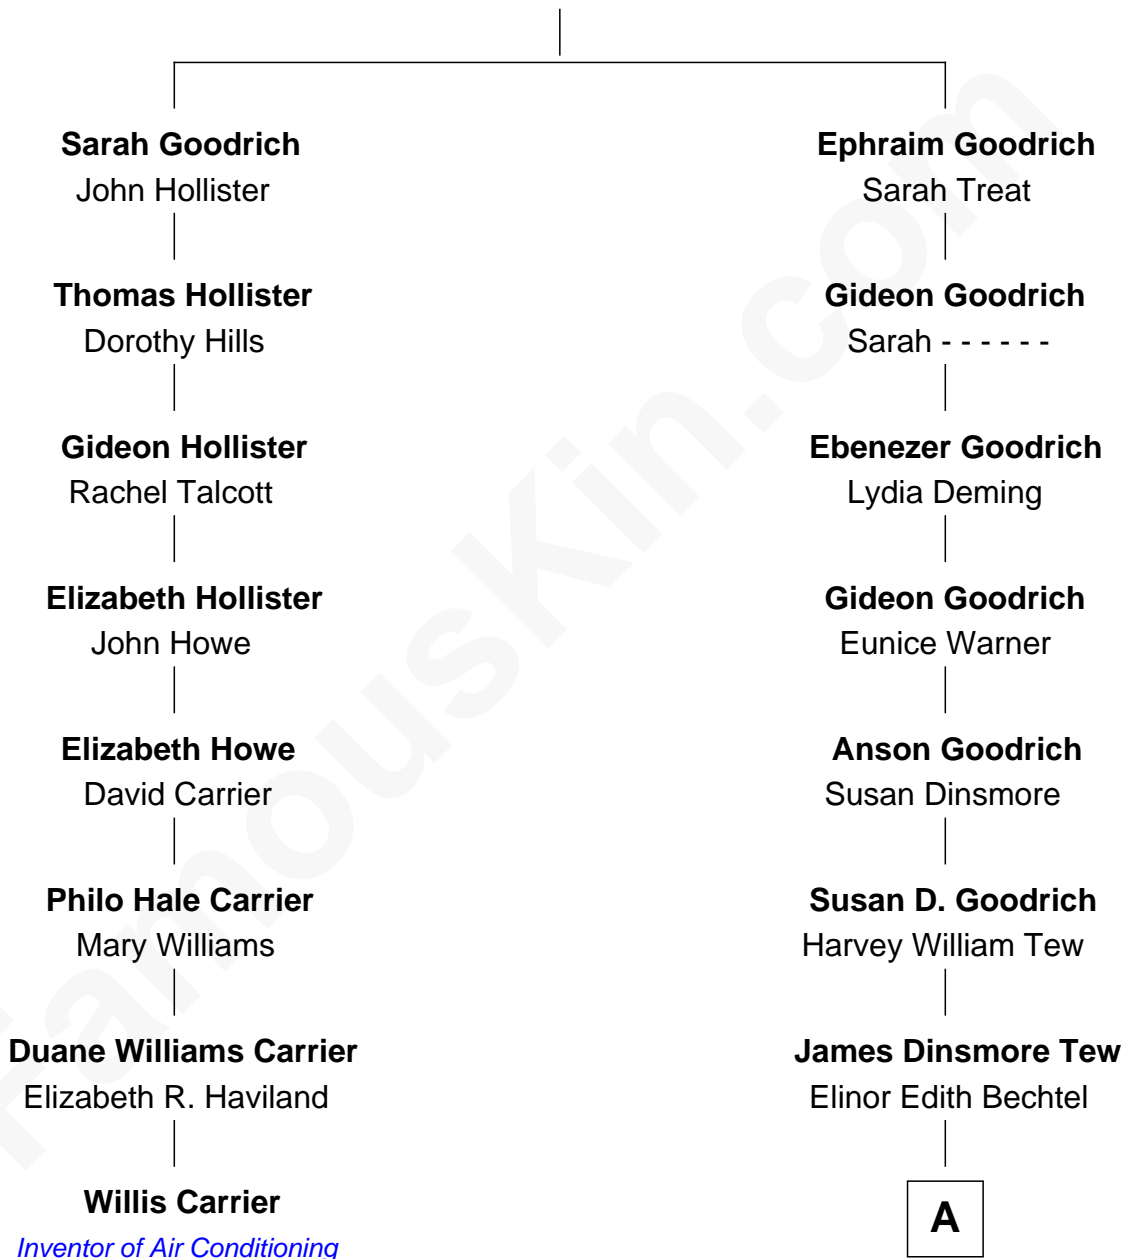 Sarah Goodrich
John Hollister
Thomas Hollister
Dorothy Hills
Gideon Hollister
Rachel Talcott
Elizabeth Hollister
John Howe
Elizabeth Howe
David Carrier
Philo Hale Carrier
Mary Williams
Duane Williams Carrier
Elizabeth R. Haviland
Willis Carrier
Inventor of Air Conditioning
Ephraim Goodrich
Sarah Treat
Gideon Goodrich
Sarah - - - - - -
Ebenezer Goodrich
Lydia Deming
Gideon Goodrich
Eunice Warner
Anson Goodrich
Susan Dinsmore
Susan D. Goodrich
Harvey William Tew
James Dinsmore Tew
Elinor Edith Bechtel
A
FamousKin.com